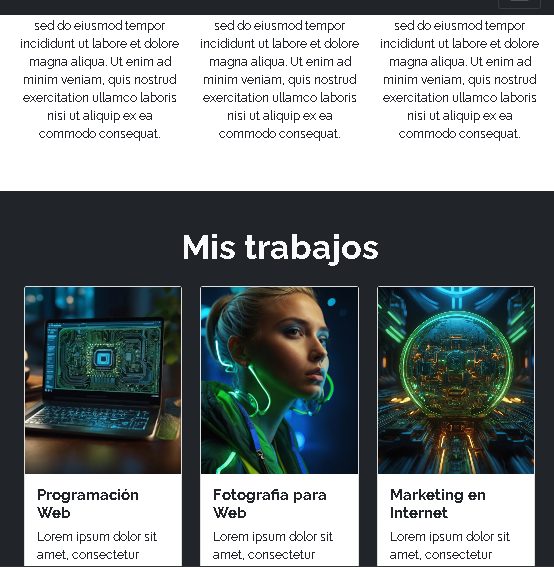 sed do eiusmod tempor
incididunt ut labore et dolore
magna aliqua. Ut enim ad
minim veniam, quis nostrud
exercitation ullamco laboris
nisi ut aliquip ex ea
commodo consequat.
sed do eiusmod tempor
incididunt ut labore et dolore
magna aliqua. Ut enim ad
minim veniam, quis nostrud
exercitation ullamco laboris
nisi ut aliquip ex ea
commodo consequat.
sed do eiusmod tempor
incididunt ut labore et dolore
magna aliqua. Ut enim ad
minim veniam, quis nostrud
exercitation ullamco laboris
nisi ut aliquip ex ea
commodo consequat.
Mis trabajos
Programación
Web
Lorem ipsum dolor sit
amet, consectetur
Fotografia para
Web
Lorem ipsum dolor sit
amet, consectetur
Marketing en
Internet
Lorem ipsum dolor sit
amet, consectetur